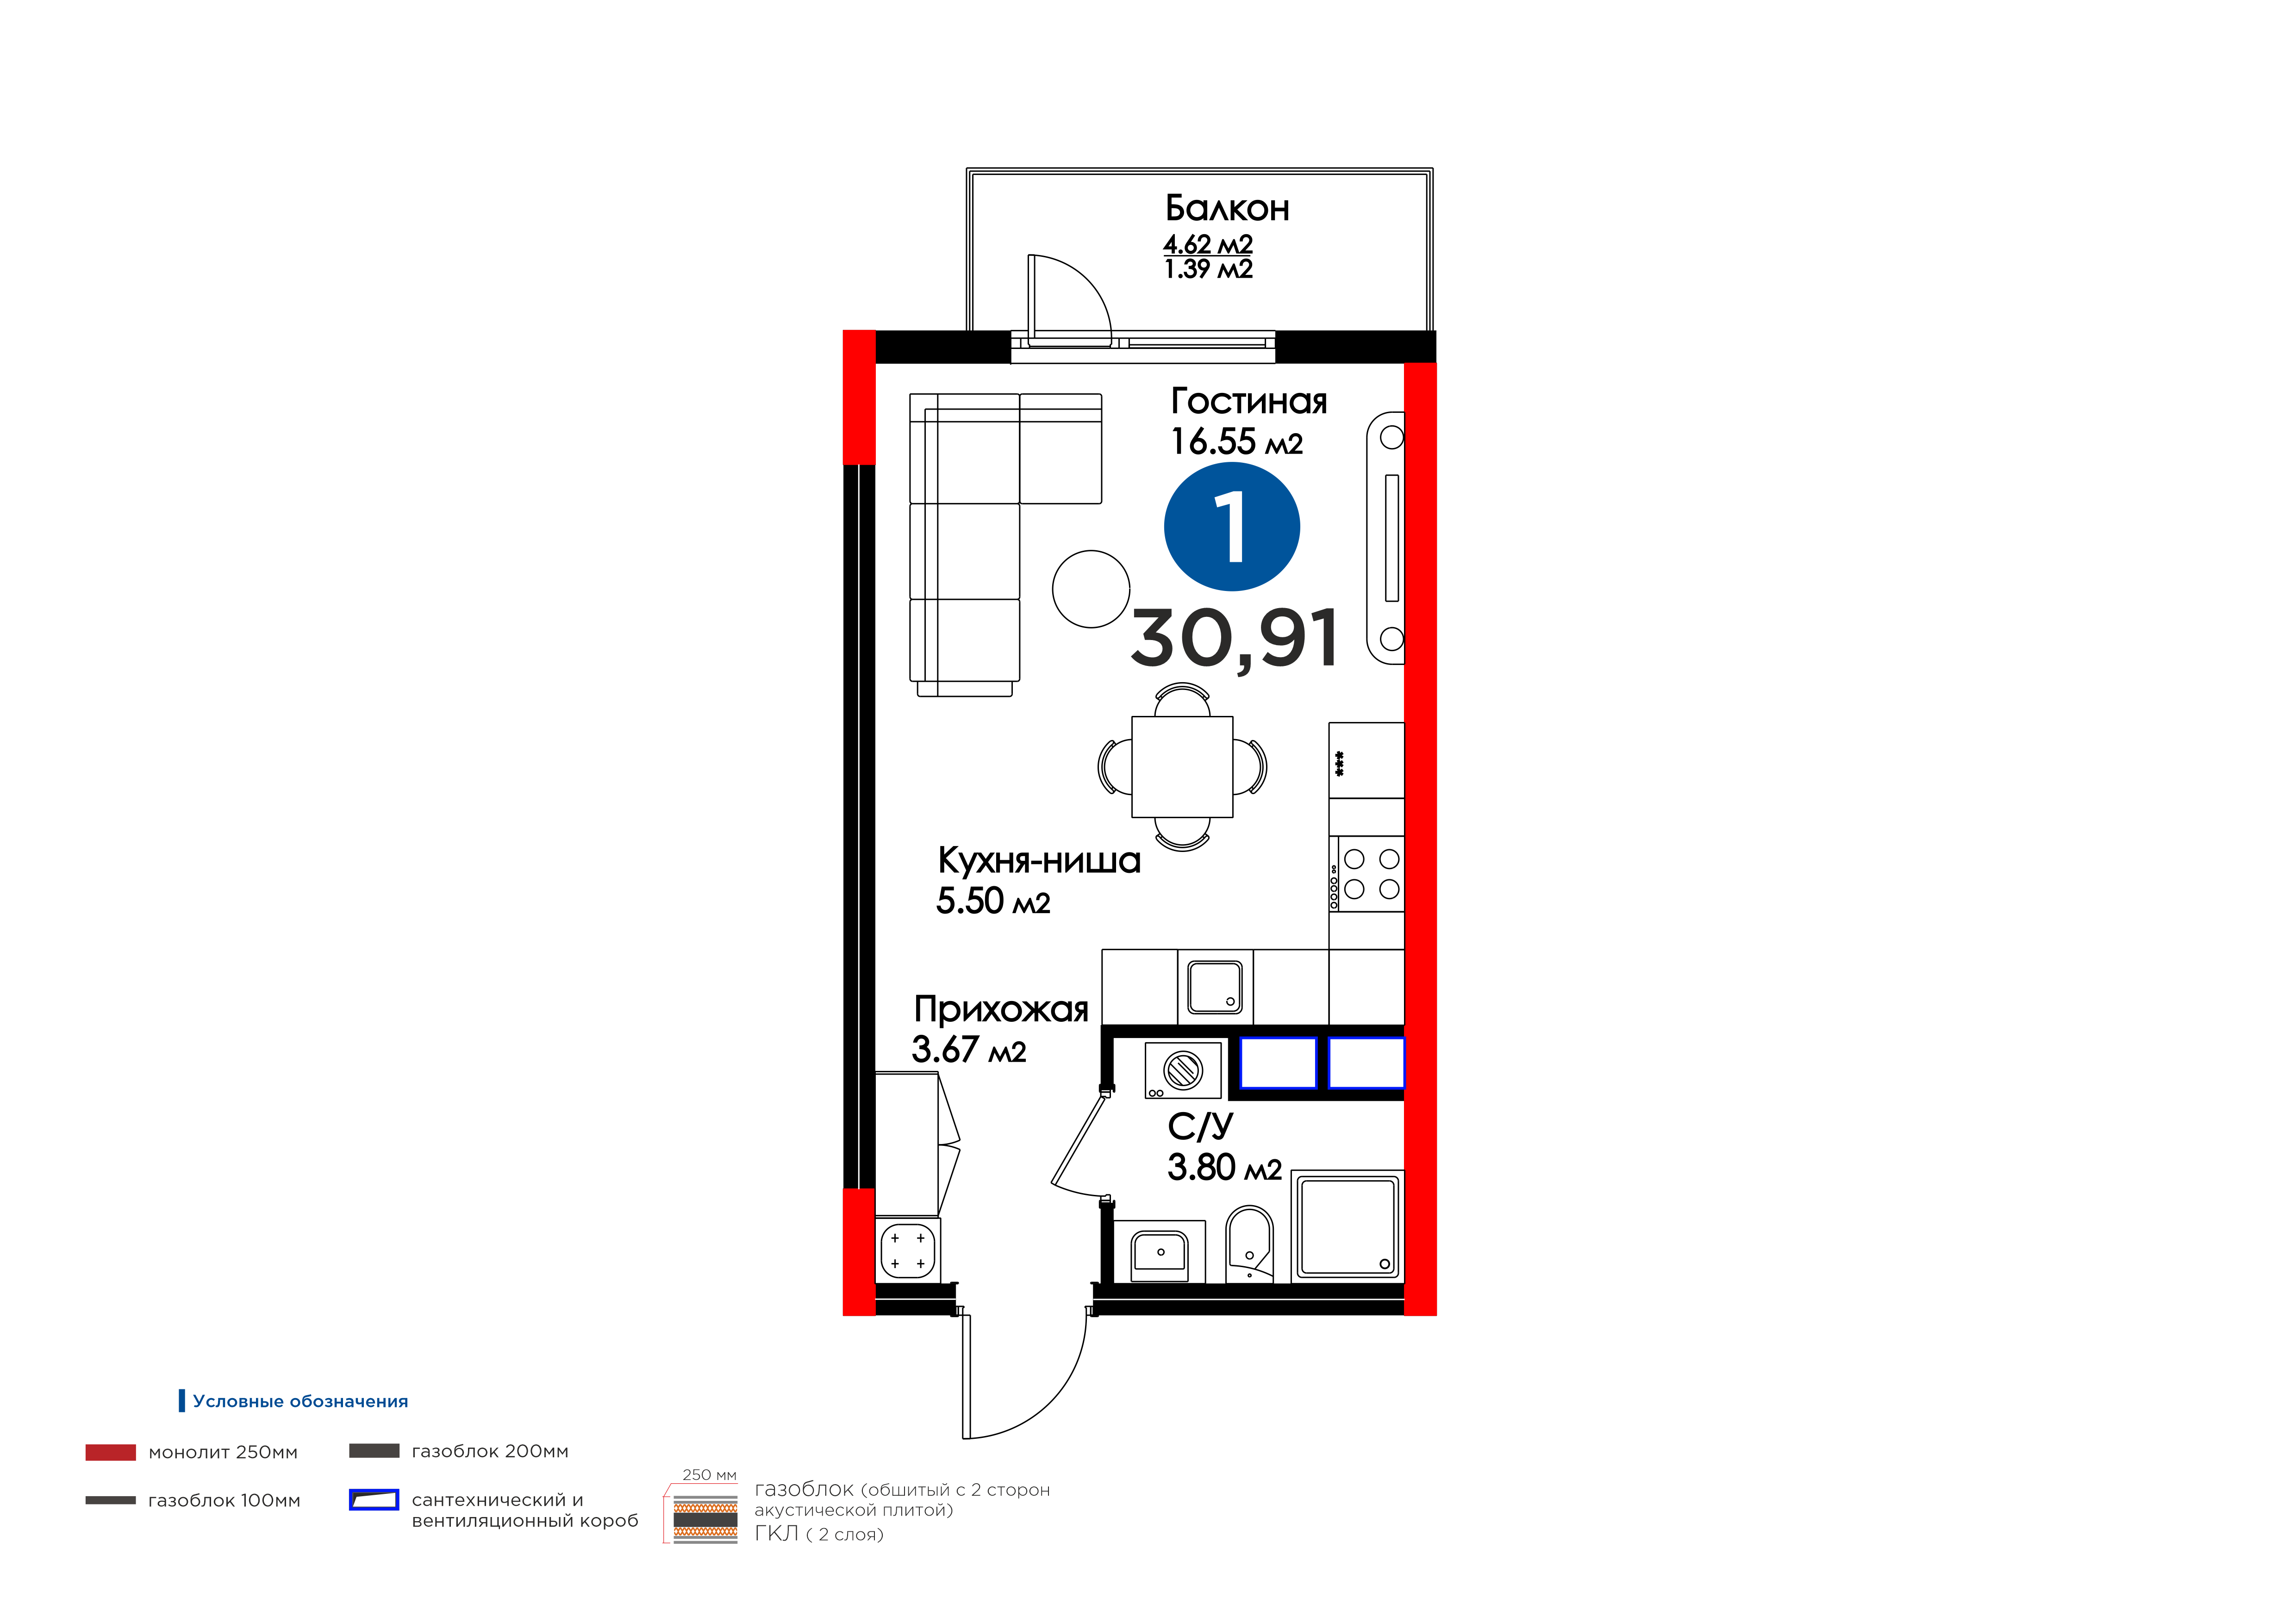 Балкон
4.62 м2
1.39 м2
Гостиная
16.55 м2
1
30,91
***
Кухня-ниша
5.50 м2
Прихожая
3.67 м2
С/У
3.80 м2
Условные обозначения
монолит 250мм
газоблок 200мм
газоблок 100мм
сантехнический и
вентиляционный короб
250 мм
газоблок (обшитый с 2 сторон
акустической плитой)
ГКЛ ( 2 слоя)